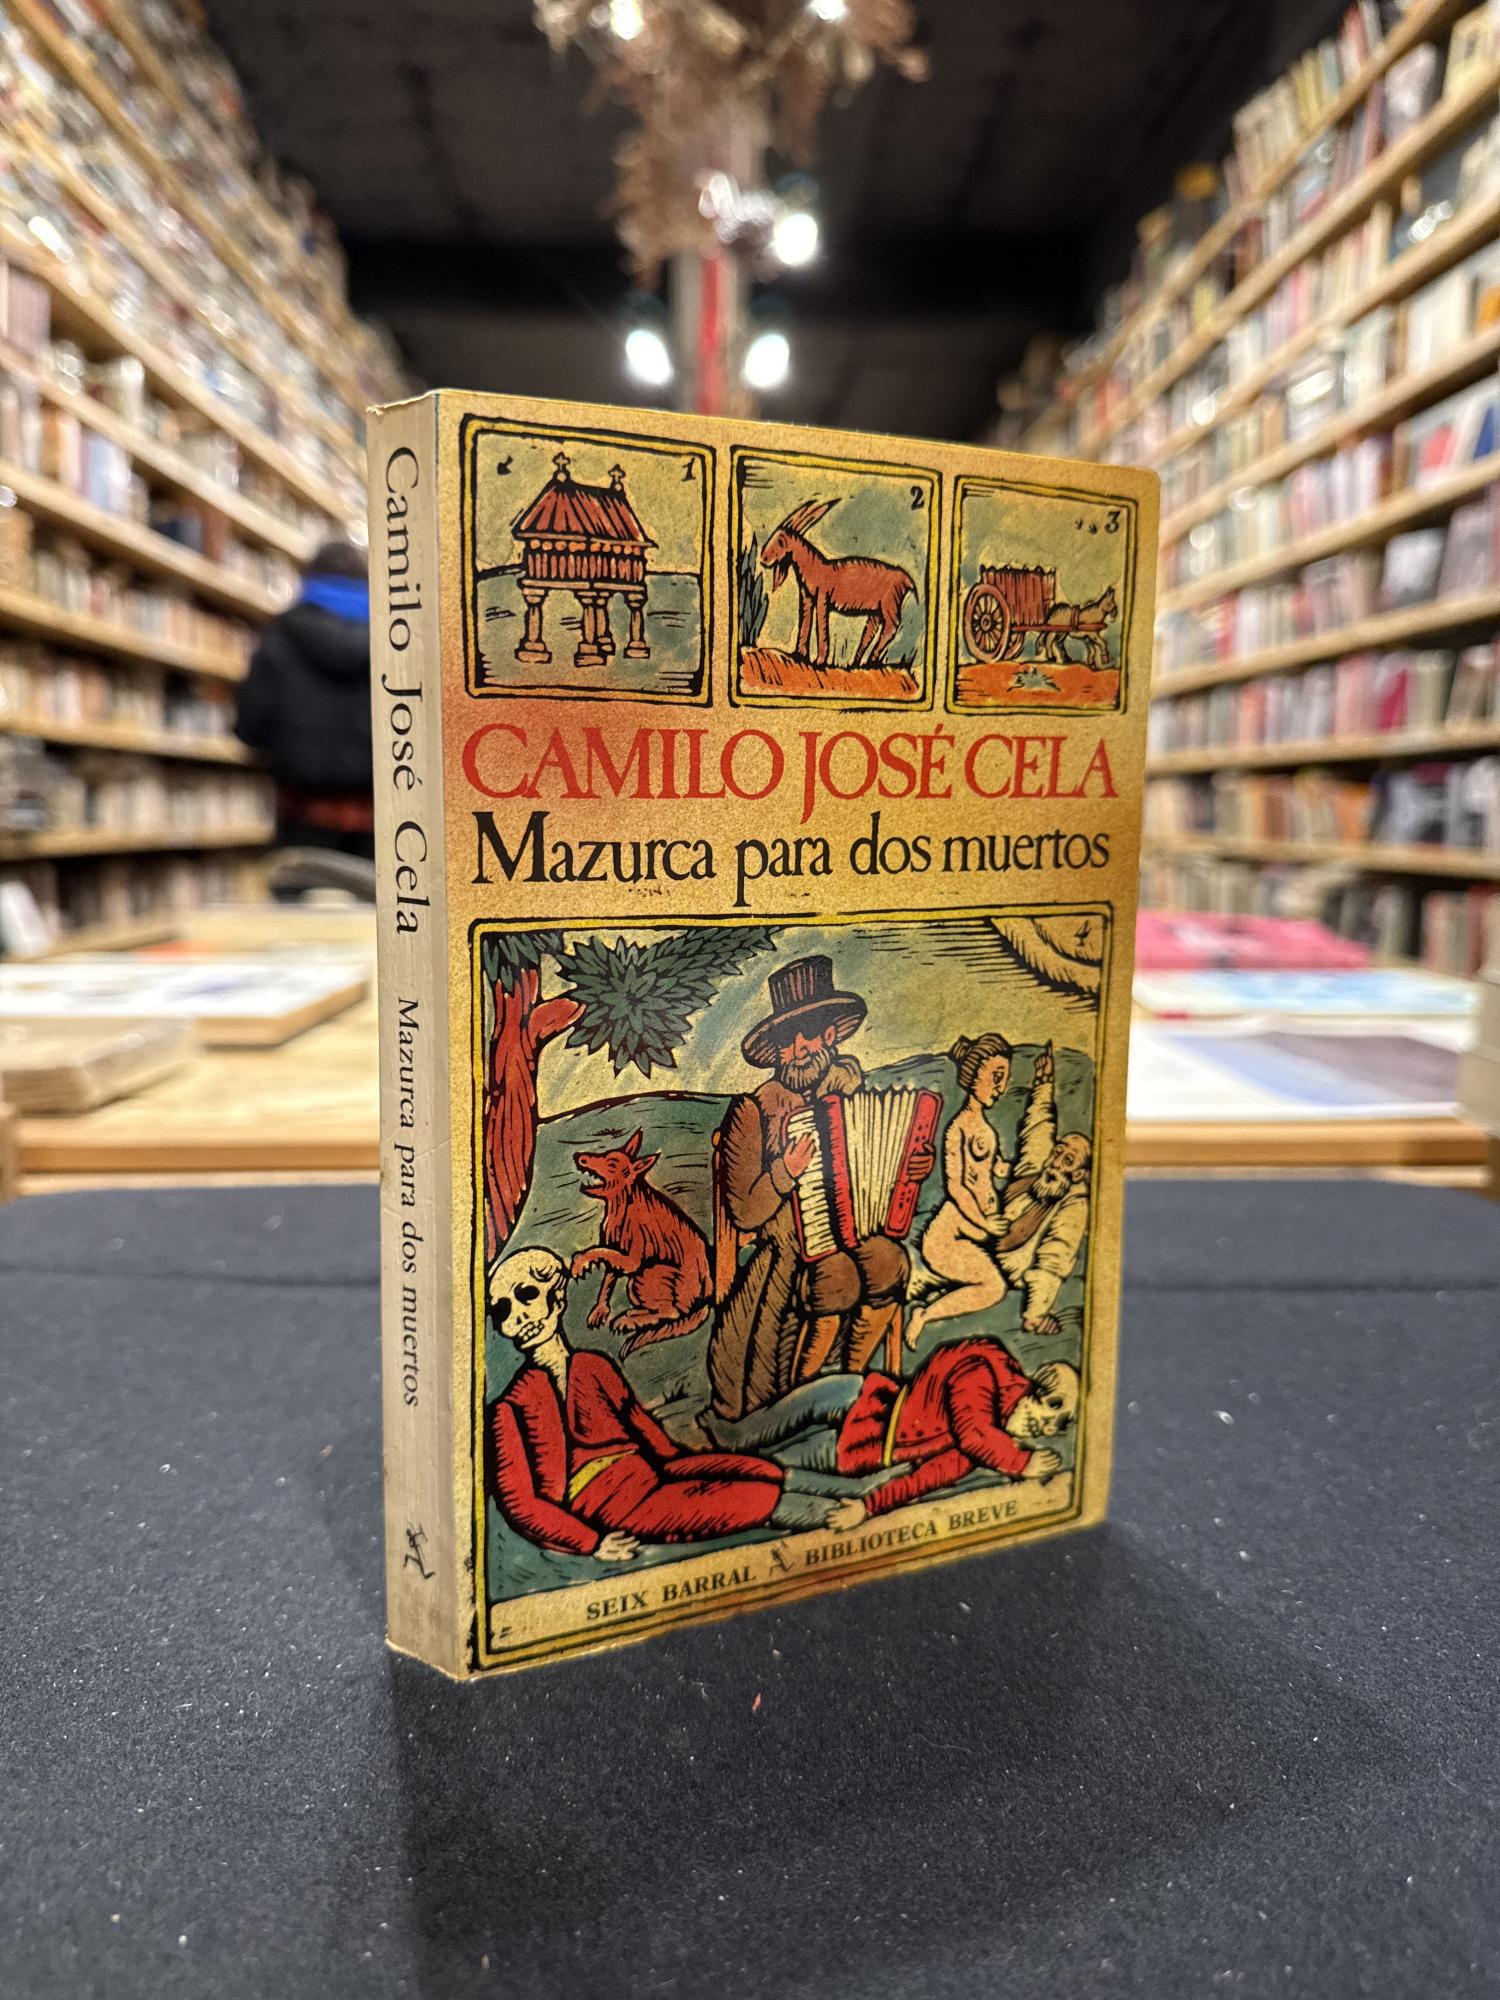 Camilo José Cela Mazurca para dos muertos
1
2
3
CAMILO JOSÉ CELA
Mazurca para dos muertos
4
SEIX BARRAL BIBLIOTECA BREVE